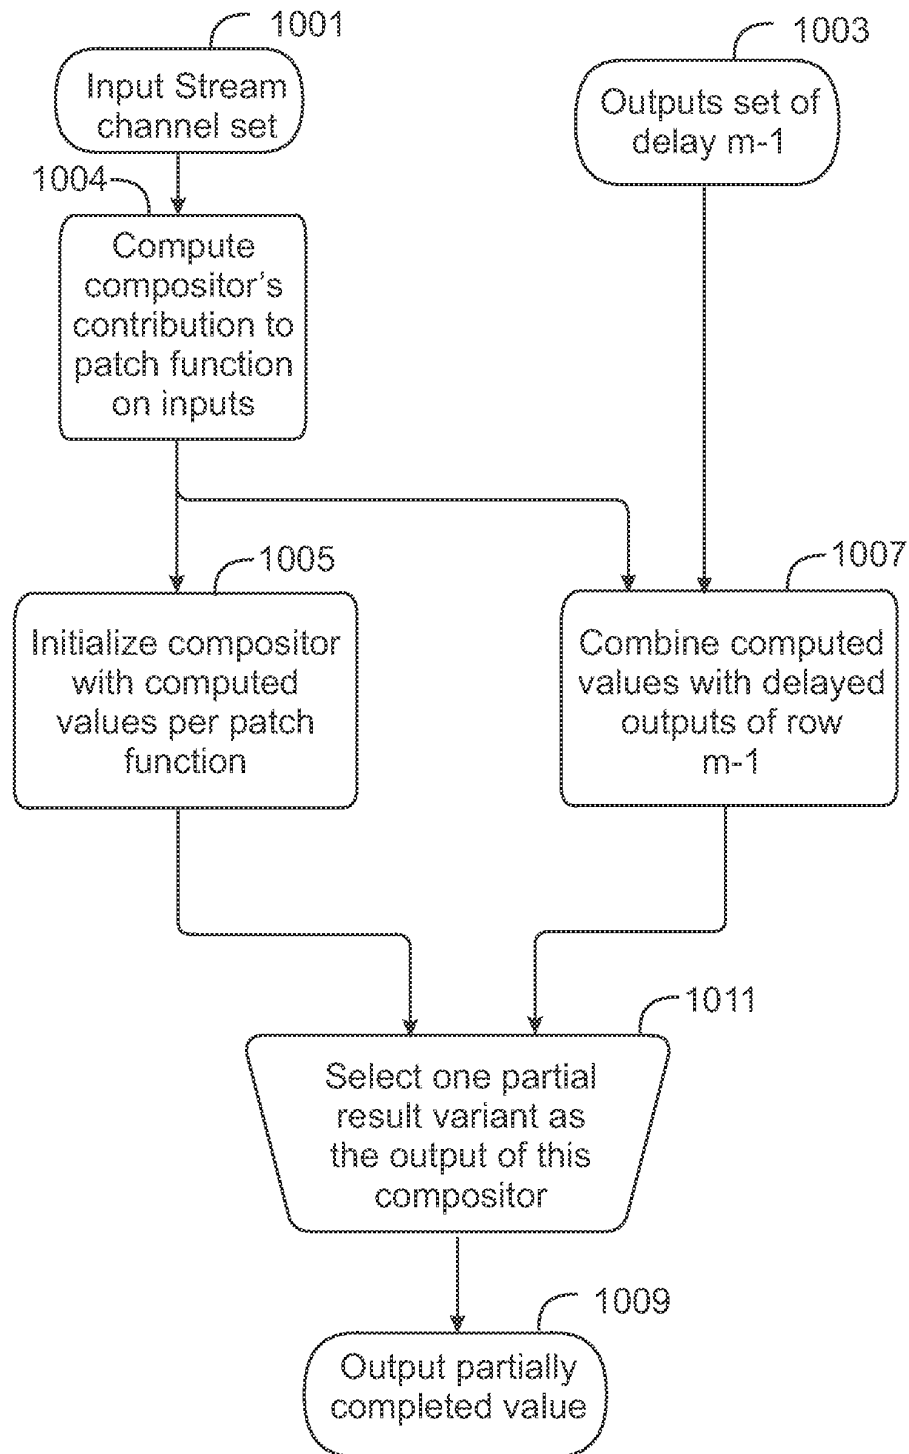 1001
Input Stream
channel set
1003
Outputs set of
delay m-1
1004
Compute
compositor's
contribution to
patch function
on inputs
1005
Initialize compositor
with computed
values per patch
function
1007
Combine computed
values with delayed
outputs of row
m-1
1011
Select one partial
result variant as
the output of this
compositor
1009
Output partially
completed value